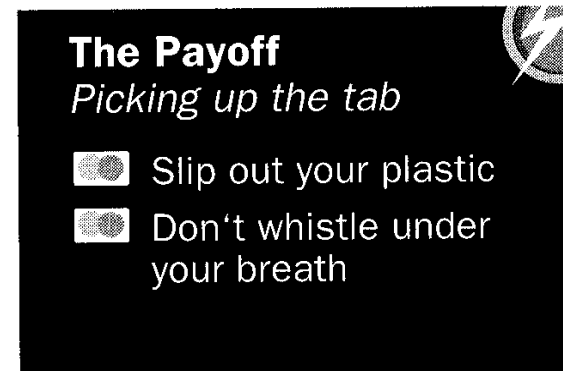 The Payoff
Picking up the tab
Slip out your plastic
Don't whistle under
your breath